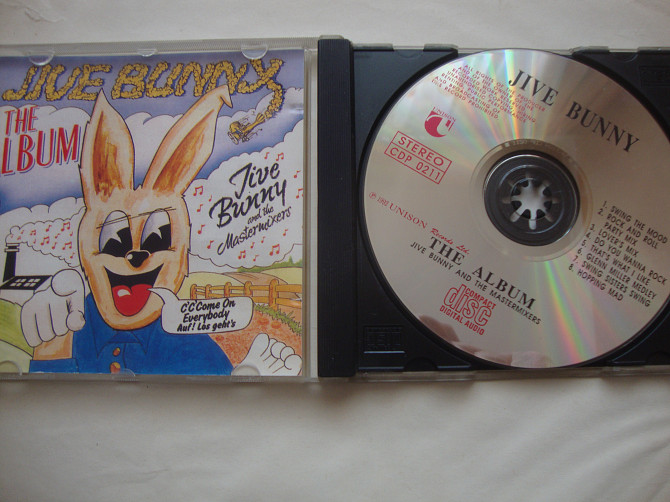 JIVE BUNNY
THE
LBUM
Jive
Bunny
and the
Mastermixers
C'C'Come On
Everybody
Auf! Los geht's
JIVE BUNNY
STEREO
CDP 0211
UNISON Records Ltd.
THE ALBUM
JIVE BUNNY AND THE MASTERMIXERS
COMPACT
disc
DIGITAL AUDIO
1. SWING THE MOOD
2. ROCK AND ROLL
PARTY MIX
3. LOVER'S MIX
4. DO YOU WANNA ROCK
5. THAT'S WHAT I LIKE
6. GLENN MILLER MEDLEY
7. SWING SISTERS SWING
8. HOPPING MAD